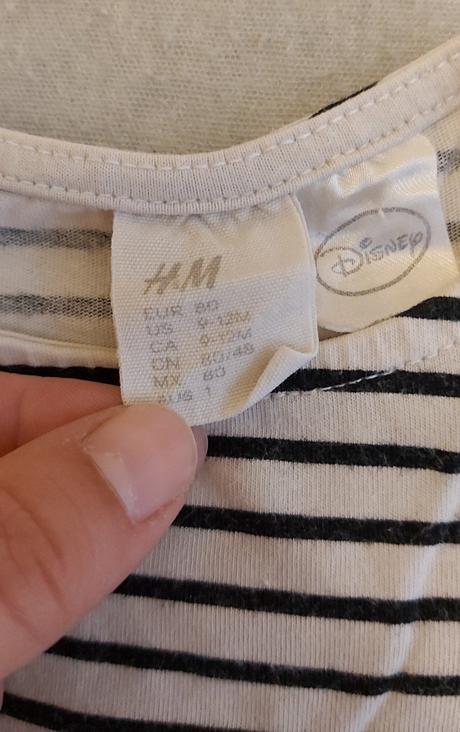 H&M
EUR 80
US 9-12M
CA 9-12M
CN 80/48
MX 80
AUS 1
Disney